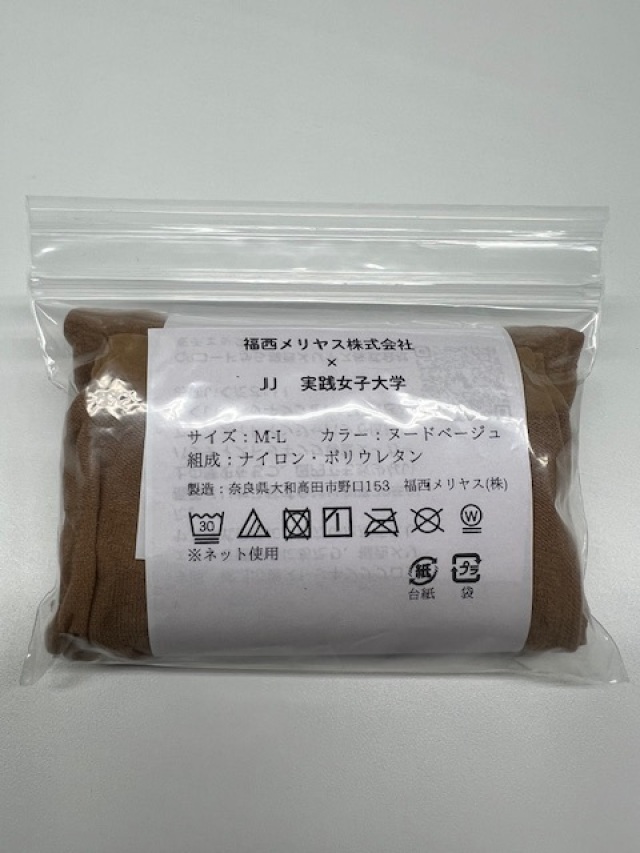 福西メリヤス株式会社
×
JJ 実践女子大学
サイズ：M-L カラー：ヌードベージュ
組成：ナイロン・ポリウレタン
製造：奈良県大和高田市野口153 福西メリヤス(株)
30 1 W
※ネット使用
紙 プラ
台紙 袋